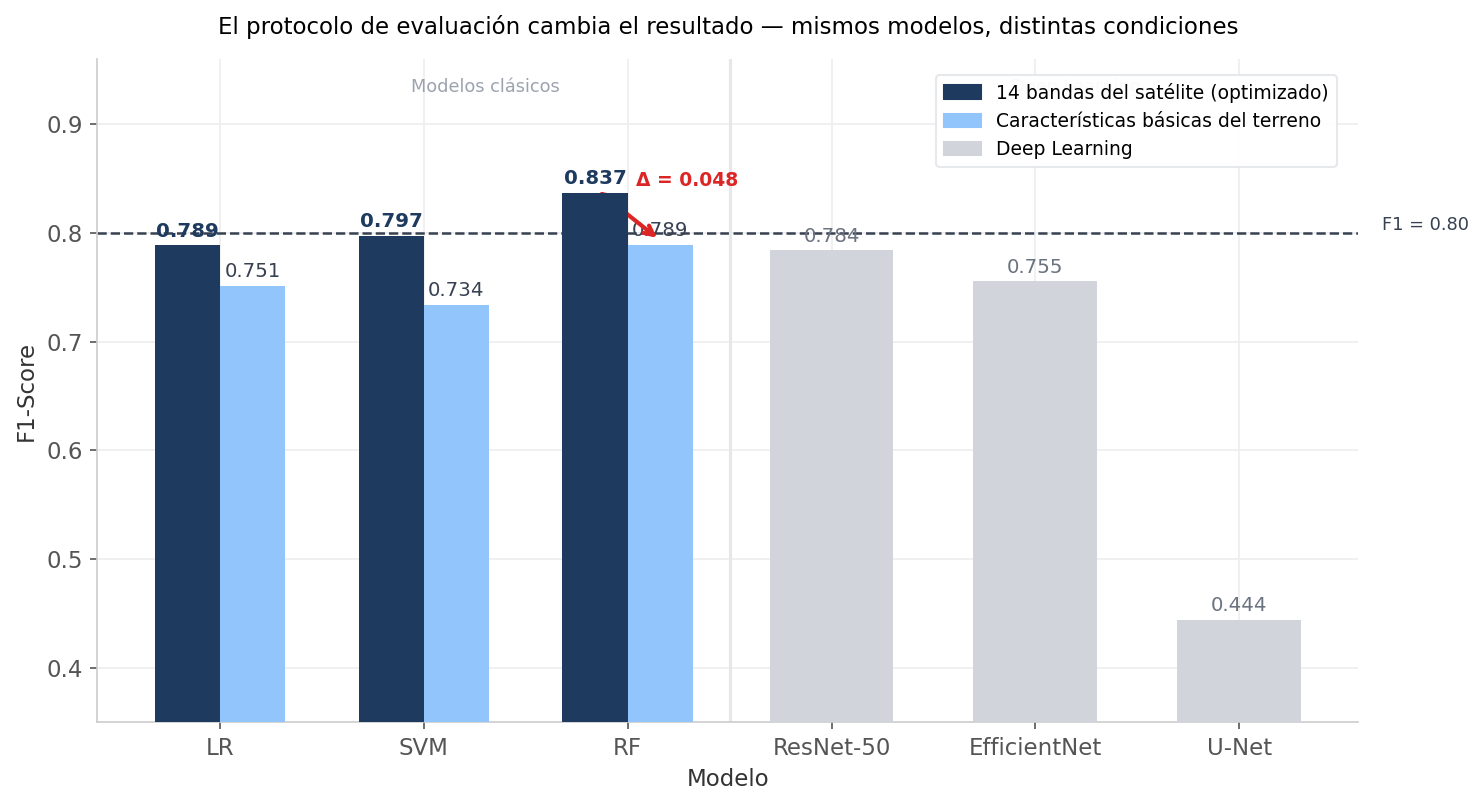 El protocolo de evaluación cambia el resultado — mismos modelos, distintas condiciones
Modelos clásicos
14 bandas del satélite (optimizado)
Características básicas del terreno
Deep Learning
F1-Score
0.9
0.8
0.7
0.6
0.5
0.4
0.789
0.751
0.797
0.734
0.837
Δ = 0.048
0.789
0.784
0.755
0.444
F1 = 0.80
LR
SVM
RF
ResNet-50
EfficientNet
U-Net
Modelo